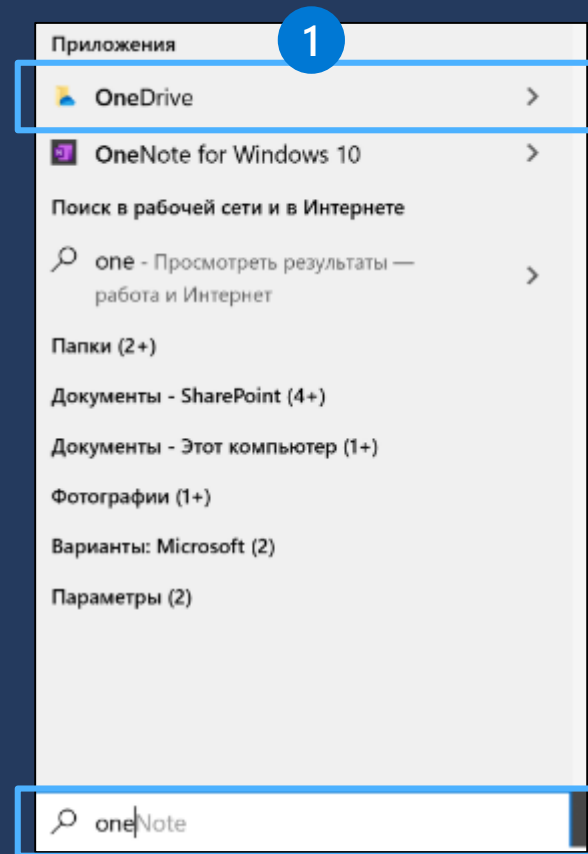 1
Приложения
OneDrive
OneNote for Windows 10
Поиск в рабочей сети и в Интернете
one - Просмотреть результаты —
работа и Интернет
Папки (2+)
Документы - SharePoint (4+)
Документы - Этот компьютер (1+)
Фотографии (1+)
Варианты: Microsoft (2)
Параметры (2)
oneNote